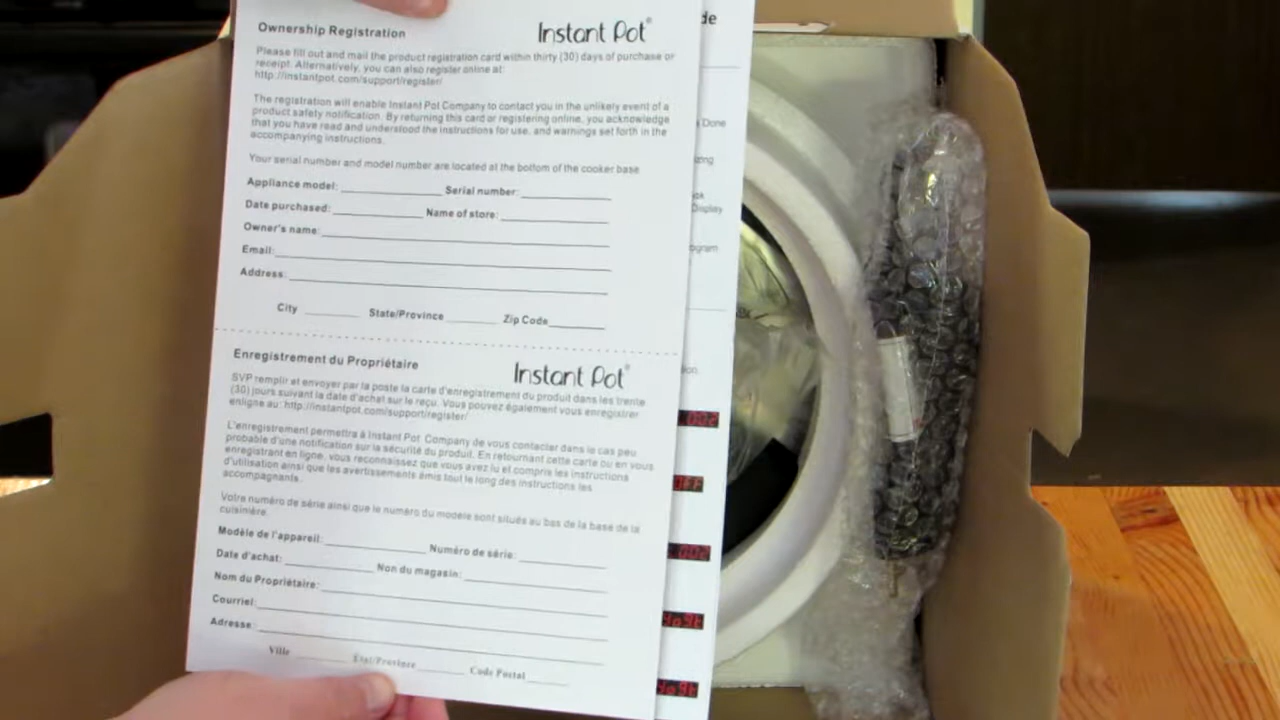 Ownership Registration
Instant Pot®
Please fill out and mail the product registration card within thirty (30) days of purchase or
receipt. Alternatively, you can also register online at:
http://instantpot.com/support/register/
The registration will enable Instant Pot Company to contact you in the unlikely event of a
product safety notification. By returning this card or registering online, you acknowledge
that you have read and understood the instructions for use, and warnings set forth in the
accompanying instructions.
Your serial number and model number are located at the bottom of the cooker base
Appliance model: Serial number:
Date purchased: Name of store:
Owner's name:
Email:
Address:
City State/Province Zip Code
Enregistrement du Propriétaire
Instant Pot®
SVP remplir et envoyer par la poste la carte d'enregistrement du produit dans les trente
(30) jours suivant la date d'achat sur le reçu. Vous pouvez également vous enregistrer
enligne au: http://instantpot.com/support/register/
L'enregistrement permettra à Instant Pot Company de vous contacter dans la cas peu
probable d'une notification sur la sécurité du produit. En retournant cette carte ou en vous
enregistrant en ligne, vous reconnaissez que vous avez lu et compris les instructions
d'utilisation ainsi que les avertissements émis tout le long des instructions les
accompagnants.
Votre numéro de série ainsi que le numéro du modèle sont situés au bas de la base de la
cuisinière.
Modèle de l'appareil: Numéro de série:
Date d'achat: Non du magasin:
Nom du Propriétaire:
Courriel:
Adresse:
Ville État/Province Code Postal
de
Done
Display